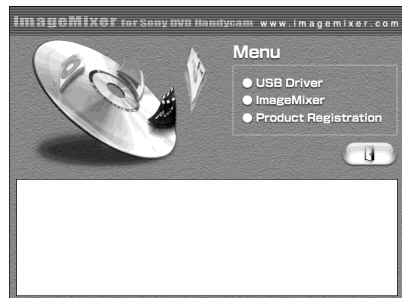 ImageMixer for Sony DVD Handycam www.imagemixer.com
Menu
USB Driver
ImageMixer
Product Registration